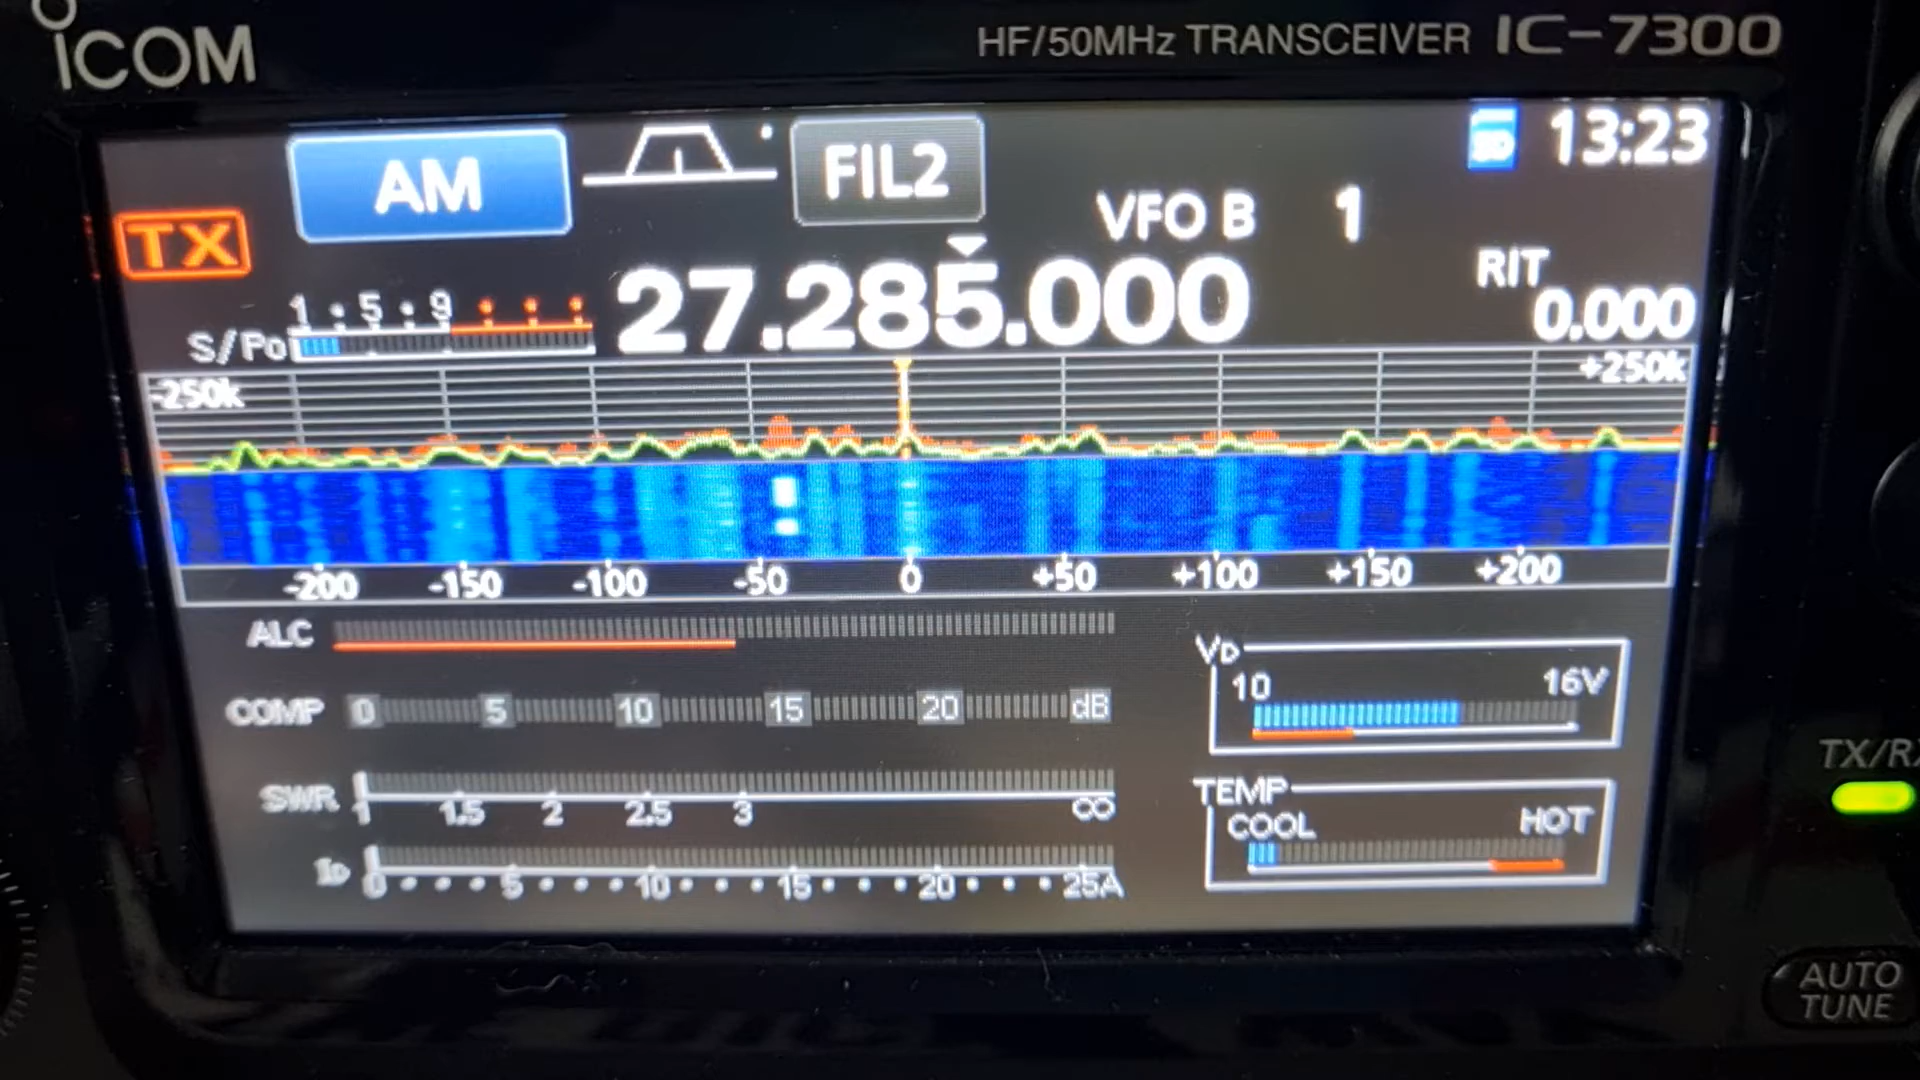 ICOM
HF/50MHz TRANSCEIVER IC-7300
AM
FIL2
SD 13:23
TX
VFO B 1
27.285.000
RIT
0.000
1 • 5 • 9
S/Po
-250k
+250k
-200 -150 -100 -50 0 +50 +100 +150 +200
ALC
COMP 0 5 10 15 20 dB
SWR 1 1.5 2 2.5 3 ∞
ID 0 5 10 15 20 25A
VD
10 16V
TEMP
COOL HOT
TX/RX
AUTO
TUNE